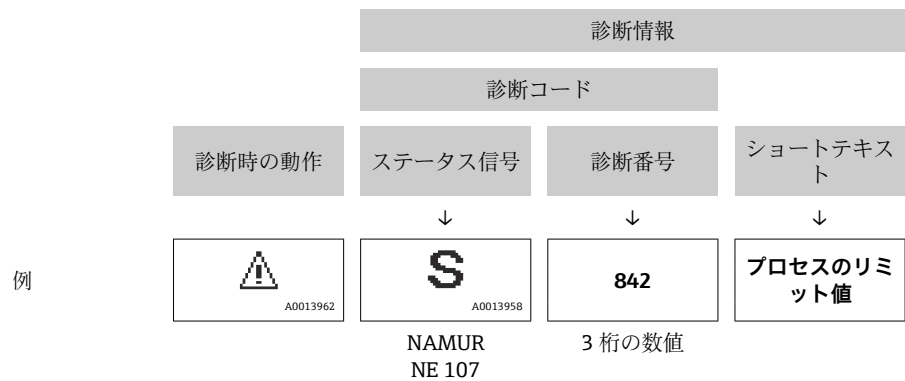 診断情報
診断コード
診断時の動作
ステータス信号
診断番号
ショートテキス
ト
↓
↓
↓
例
A0013962
S
A0013958
842
プロセスのリミ
ット値
NAMUR
NE 107
3 桁の数値